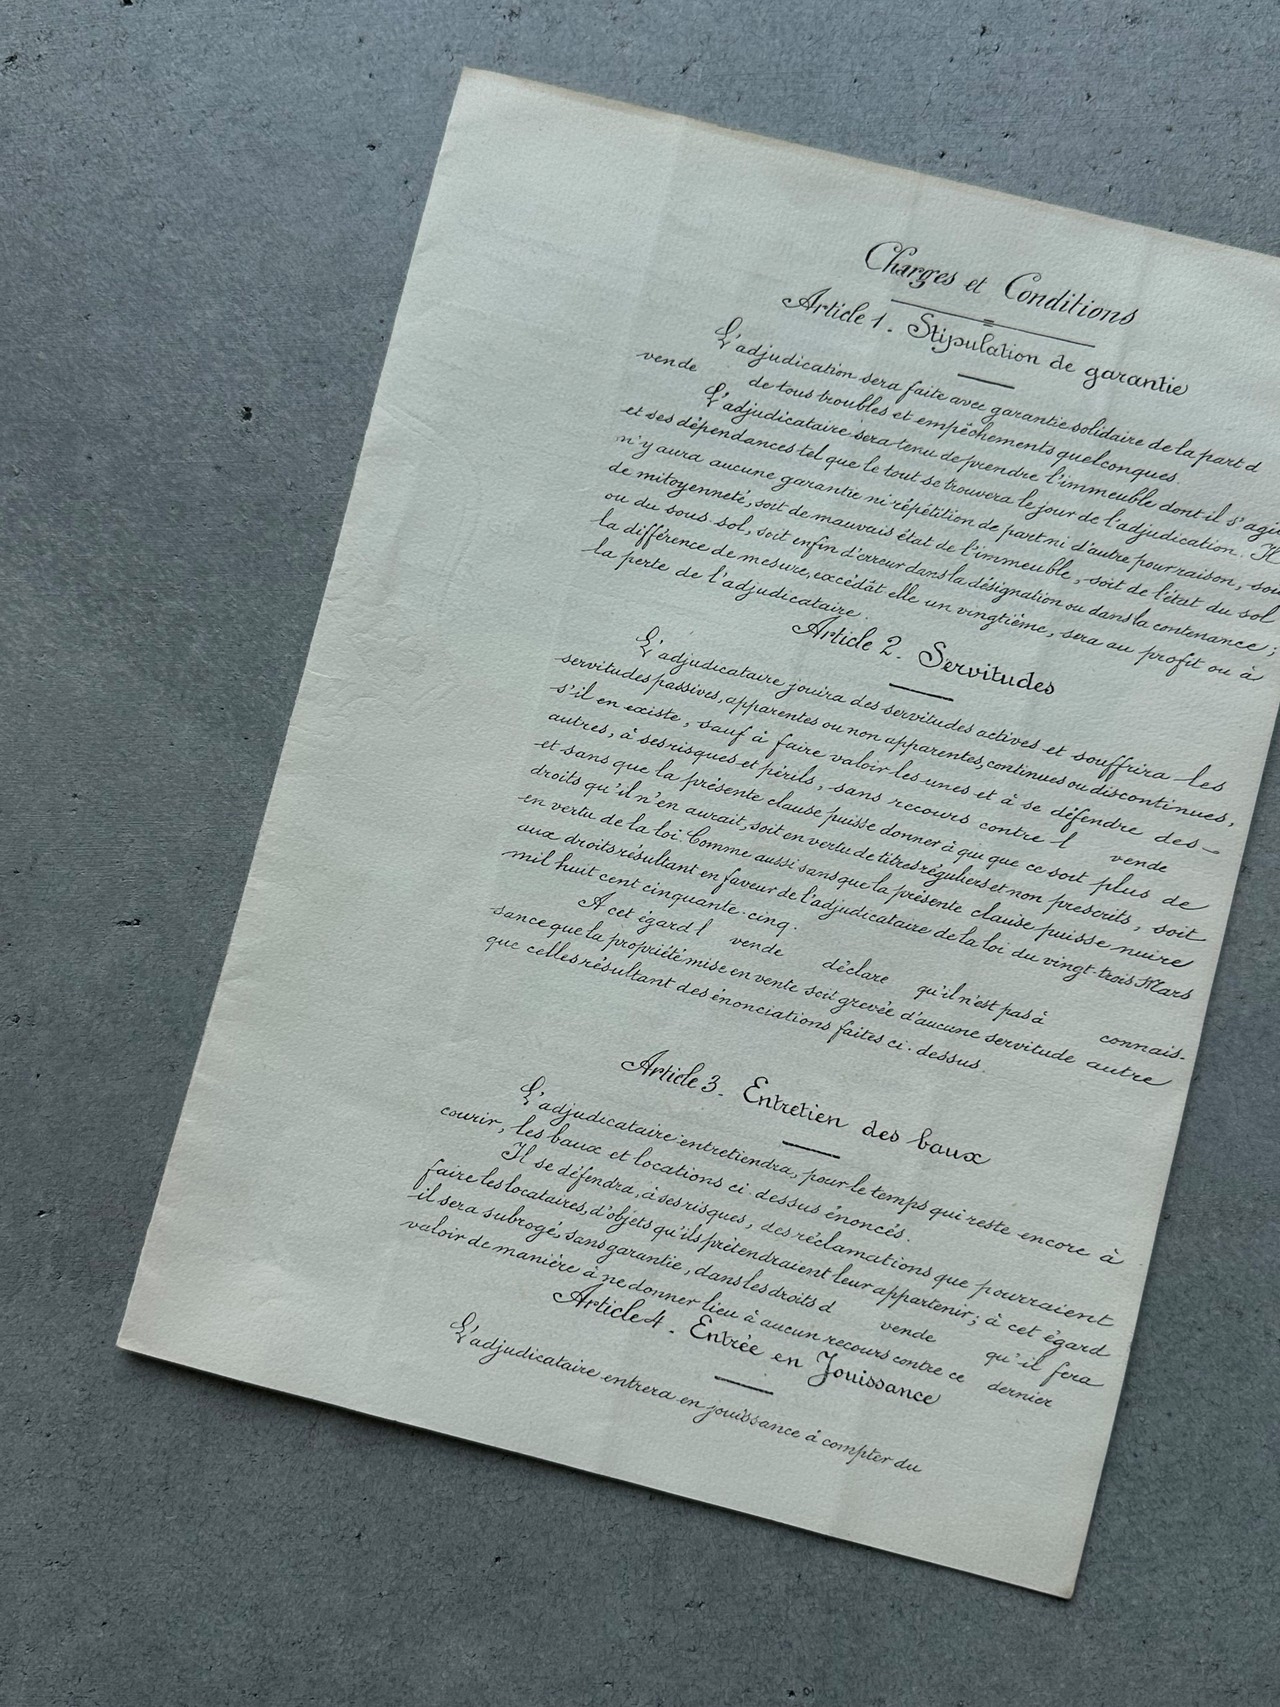 Charges et Conditions
Article 1. Stipulation de garantie
L'adjudication sera faite avec garantie solidaire de la part d
vende de tous troubles et empêchements quelconques.
L'adjudicataire sera tenu de prendre l'immeuble dont il s'agit
et ses dépendances tel que le tout se trouvera le jour de l'adjudication. Il
n'y aura aucune garantie ni répétition de part ni d'autre pour raison, soit
de mitoyenneté, soit de mauvais état de l'immeuble, soit de l'état du sol
ou du sous-sol, soit enfin d'erreur dans la désignation ou dans la contenance;
la différence de mesure, excédât elle un vingtième, sera au profit ou à
la perte de l'adjudicataire.
Article 2. Servitudes
L'adjudicataire jouira des servitudes actives et souffrira les
servitudes passives, apparentes ou non apparentes, continues ou discontinues,
s'il en existe, sauf à faire valoir les unes et à se défendre des
autres, à ses risques et périls, sans recours contre l vende
et sans que la présente clause puisse donner à qui que ce soit plus de
droits qu'il n'en aurait, soit en vertu de titres réguliers et non prescrits, soit
en vertu de la loi. Comme aussi sans que la présente clause puisse nuire
aux droits résultant en faveur de l'adjudicataire de la loi du vingt-trois Mars
mil huit cent cinquante-cinq.
A cet égard l vende déclare qu'il n'est pas à connais-
sance que la propriété mise en vente soit grevée d'aucune servitude autre
que celles résultant des énonciations faites ci-dessus.
Article 3. Entretien des baux
L'adjudicataire entretiendra, pour le temps qui reste encore à
courir, les baux et locations ci-dessus énoncés.
Il se défendra, à ses risques, des réclamations que pourraient
faire les locataires, d'objets qu'ils prétendraient leur appartenir; à cet égard
il sera subrogé, sans garantie, dans les droits d vende qu'il fera
valoir de manière à ne donner lieu à aucun recours contre ce dernier
Article 4. Entrée en Jouissance
L'adjudicataire entrera en jouissance à compter du